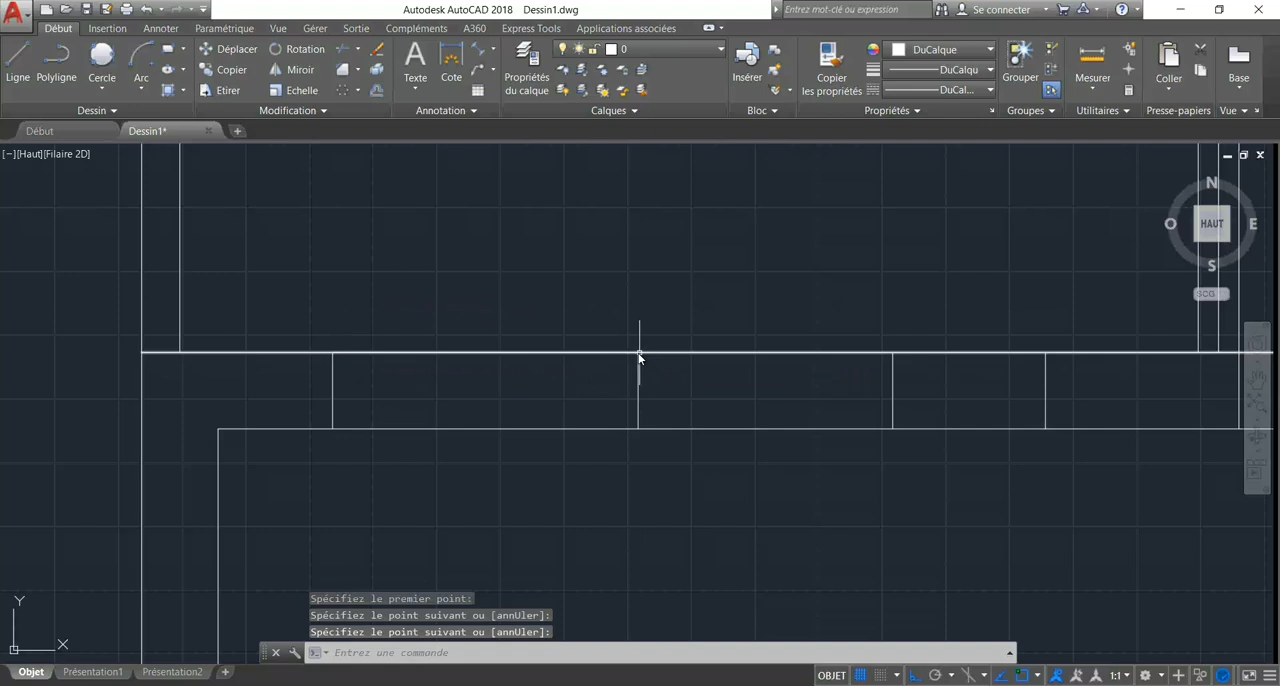 Autodesk AutoCAD 2018 Dessin1.dwg
Entrez mot-clé ou expression
Se connecter
Début Insertion Annoter Paramétrique Vue Gérer Sortie Compléments A360 Express Tools Applications associées
Ligne Polyligne Cercle Arc
Déplacer Rotation
Copier Miroir
Etirer Echelle
Texte Cote
Propriétés du calque
0
Insérer
Copier les propriétés
DuCalque
DuCalqu
DuCal...
Grouper
Mesurer
Coller
Base
Dessin Modification Annotation Calques Bloc Propriétés Groupes Utilitaires Presse-papiers Vue
Début Dessin1*
[−][Haut][Filaire 2D]
N
O HAUT E
S
SCG
Y
X
Spécifiez le premier point:
Spécifiez le point suivant ou [annUler]:
Spécifiez le point suivant ou [annUler]:
Entrez une commande
Objet Présentation1 Présentation2
OBJET 1:1